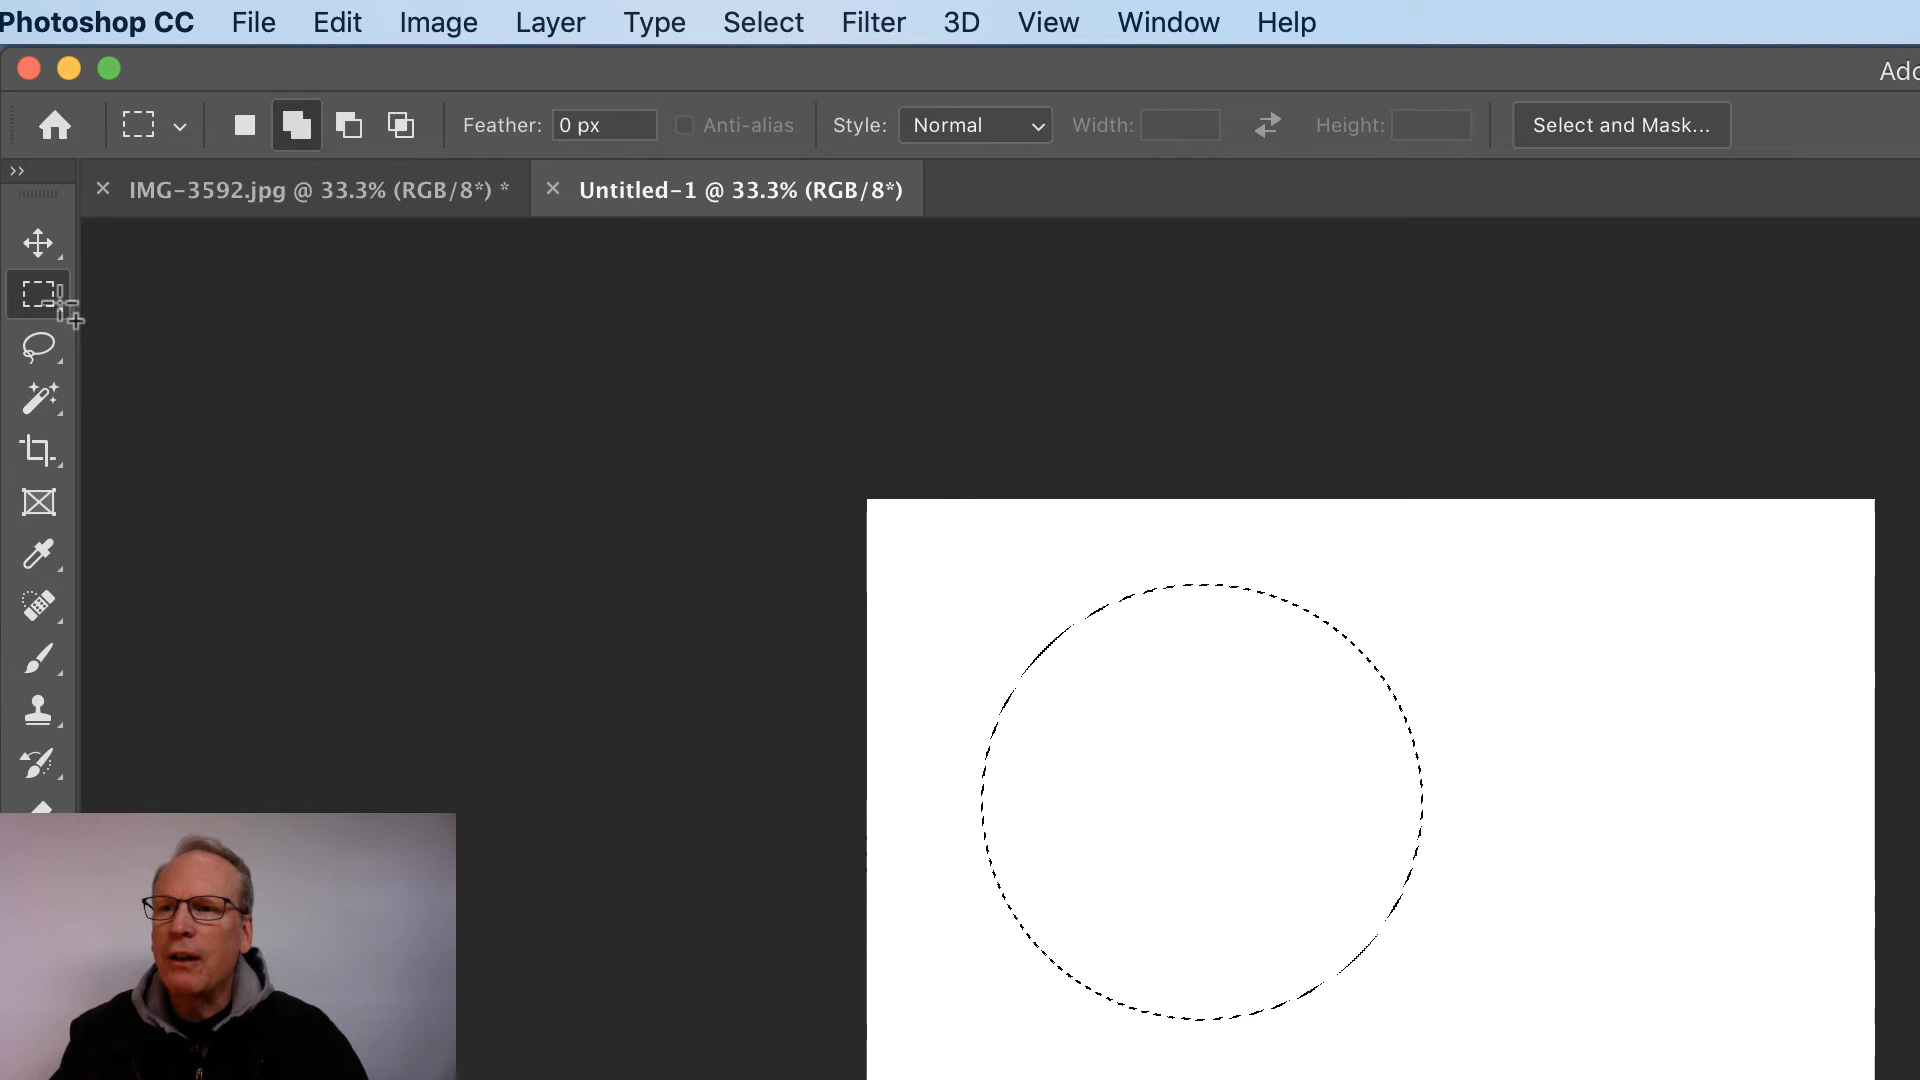 Photoshop CC File Edit Image Layer Type Select Filter 3D View Window Help
Feather: 0 px Anti-alias Style: Normal Width: Height: Select and Mask...
IMG-3592.jpg @ 33.3% (RGB/8*) * Untitled-1 @ 33.3% (RGB/8*)